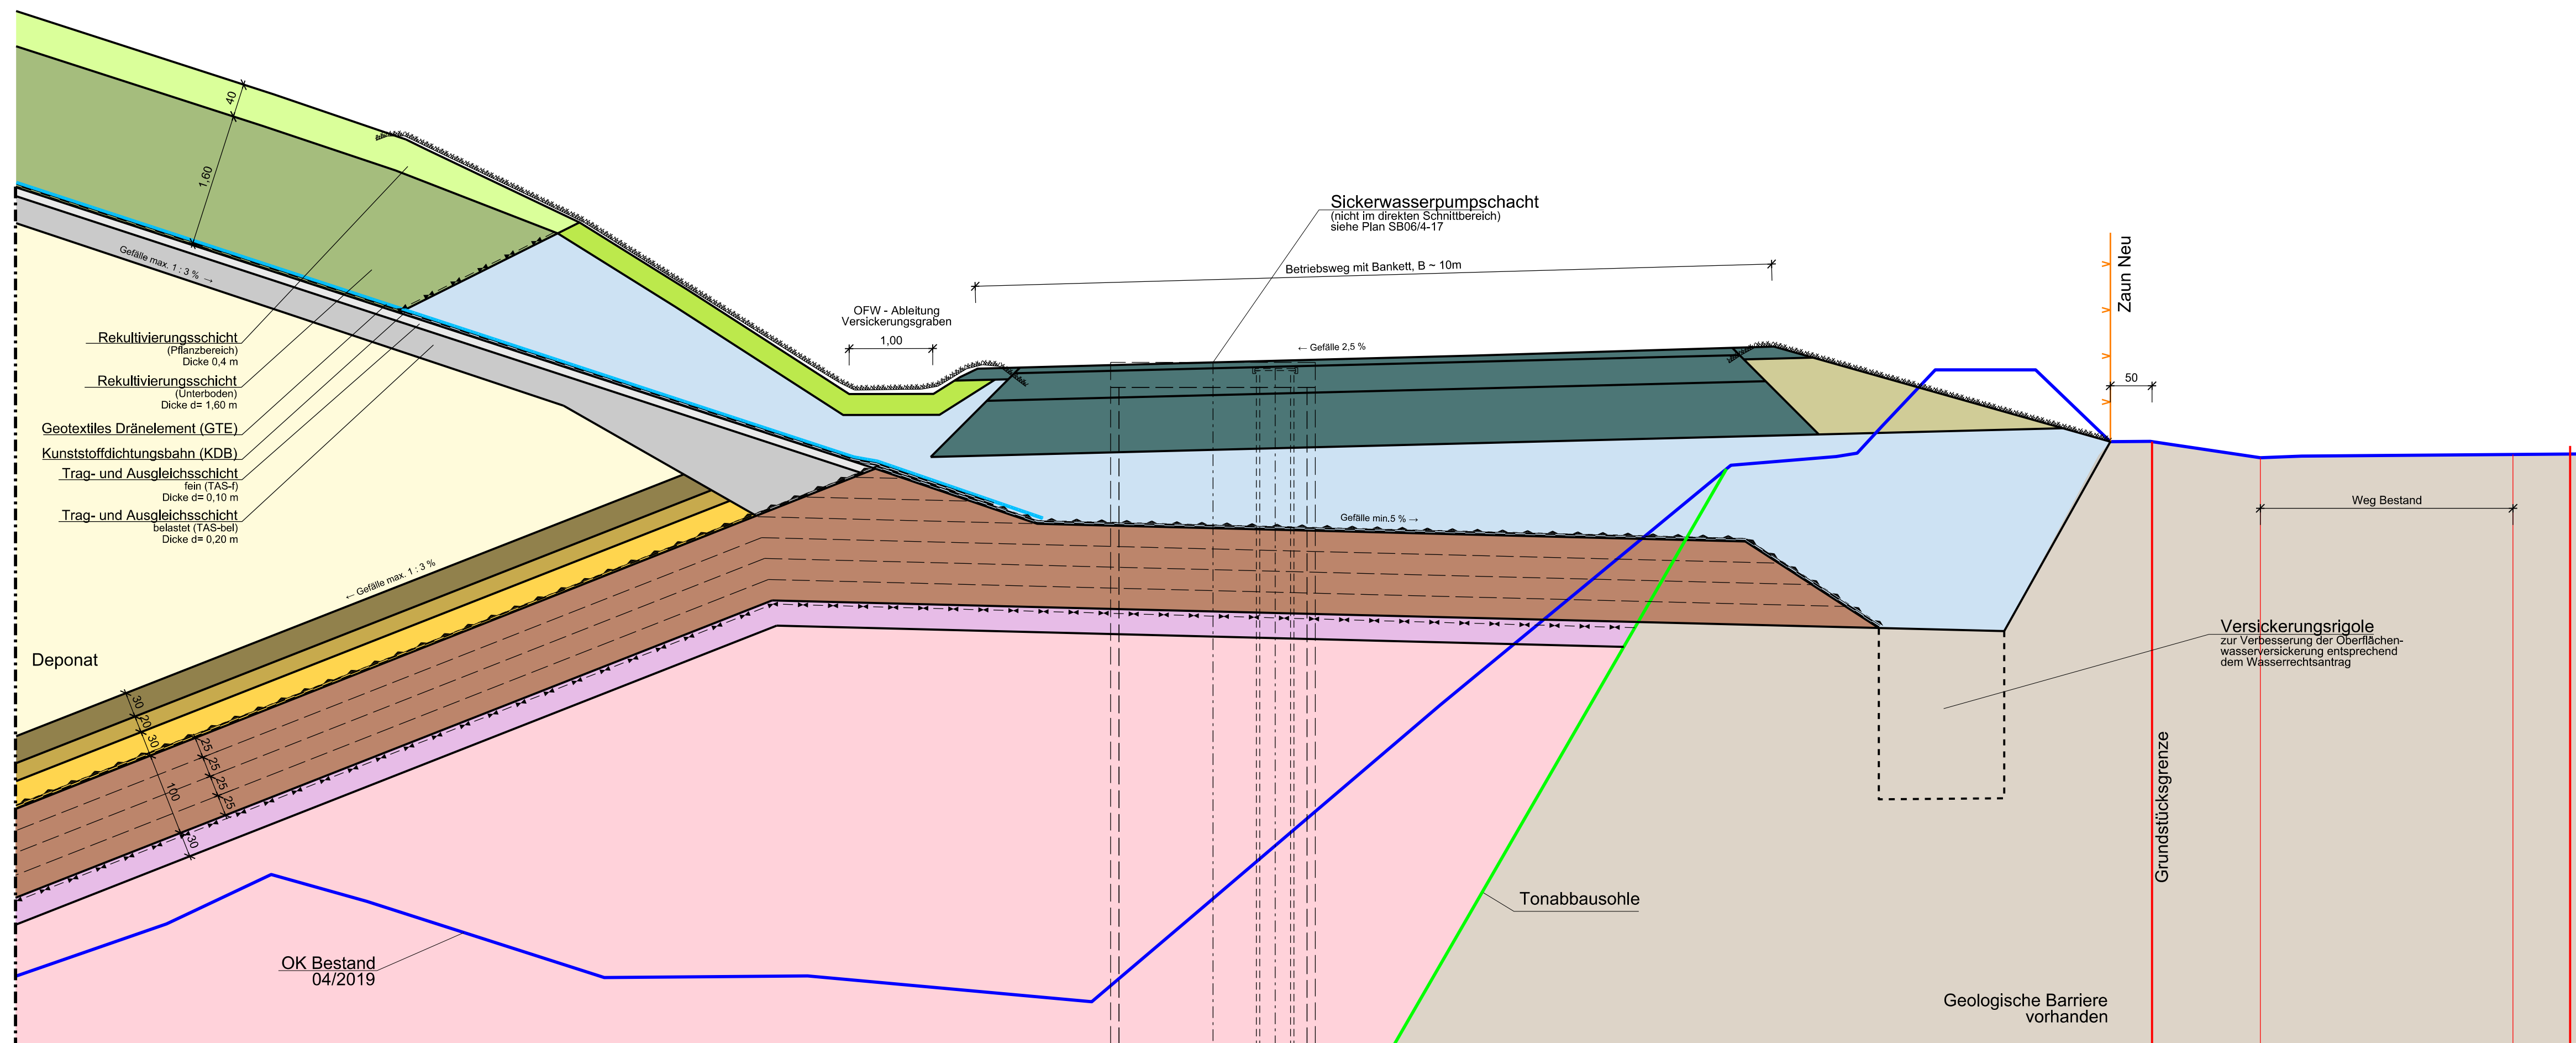 40
1,60
Gefälle max. 1 : 3 % →
Rekultivierungsschicht
(Pflanzbereich)
Dicke 0,4 m
Rekultivierungsschicht
(Unterboden)
Dicke d= 1,60 m
Geotextiles Dränelement (GTE)
Kunststoffdichtungsbahn (KDB)
Trag- und Ausgleichsschicht
fein (TAS-f)
Dicke d= 0,10 m
Trag- und Ausgleichsschicht
belastet (TAS-bel)
Dicke d= 0,20 m
← Gefälle max. 1 : 3 %
Deponat
30
20
30
100
30
25
25
25
25
OK Bestand
04/2019
OFW - Ableitung
Versickerungsgraben
1,00
Sickerwasserpumpschacht
(nicht im direkten Schnittbereich)
siehe Plan SB06/4-17
Betriebsweg mit Bankett, B ~ 10m
← Gefälle 2,5 %
Gefälle min.5 % →
Tonabbausohle
Zaun Neu
50
Weg Bestand
Versickerungsrigole
zur Verbesserung der Oberflächen-
wasserversickerung entsprechend
dem Wasserrechtsantrag
Grundstücksgrenze
Geologische Barriere
vorhanden